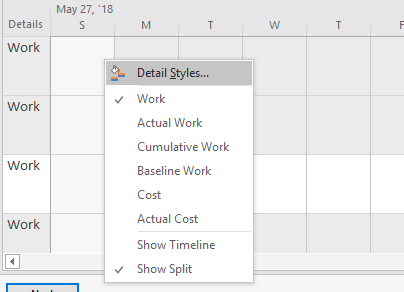 May 27, '18
Details S M T W T F
Work
Detail Styles...
Work
Actual Work
Cumulative Work
Work
Baseline Work
Cost
Work
Actual Cost
Work
Show Timeline
Show Split